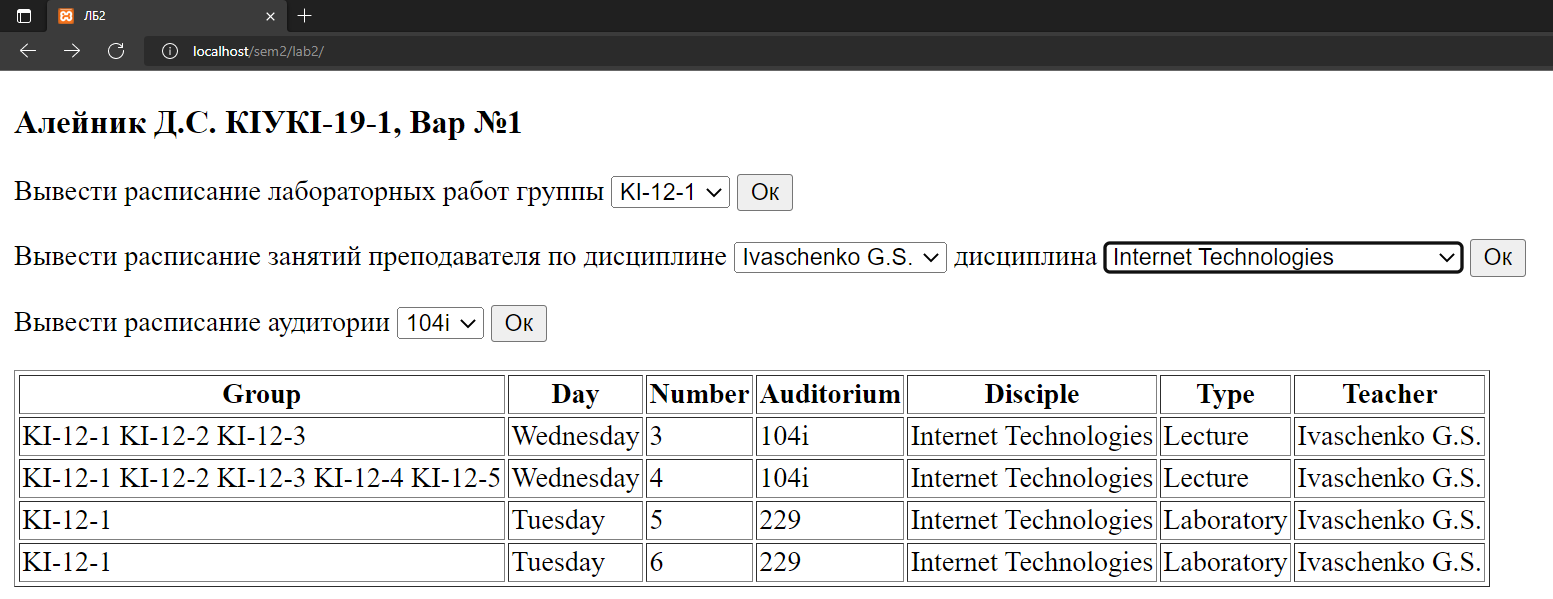 ЛБ2
localhost/sem2/lab2/
Алейник Д.С. КІУКІ-19-1, Вар №1
Вывести расписание лабораторных работ группы KI-12-1 Ок
Вывести расписание занятий преподавателя по дисциплине Ivaschenko G.S. дисциплина Internet Technologies Ок
Вывести расписание аудитории 104i Ок
Group Day Number Auditorium Disciple Type Teacher
KI-12-1 KI-12-2 KI-12-3 Wednesday 3 104i Internet Technologies Lecture Ivaschenko G.S.
KI-12-1 KI-12-2 KI-12-3 KI-12-4 KI-12-5 Wednesday 4 104i Internet Technologies Lecture Ivaschenko G.S.
KI-12-1 Tuesday 5 229 Internet Technologies Laboratory Ivaschenko G.S.
KI-12-1 Tuesday 6 229 Internet Technologies Laboratory Ivaschenko G.S.